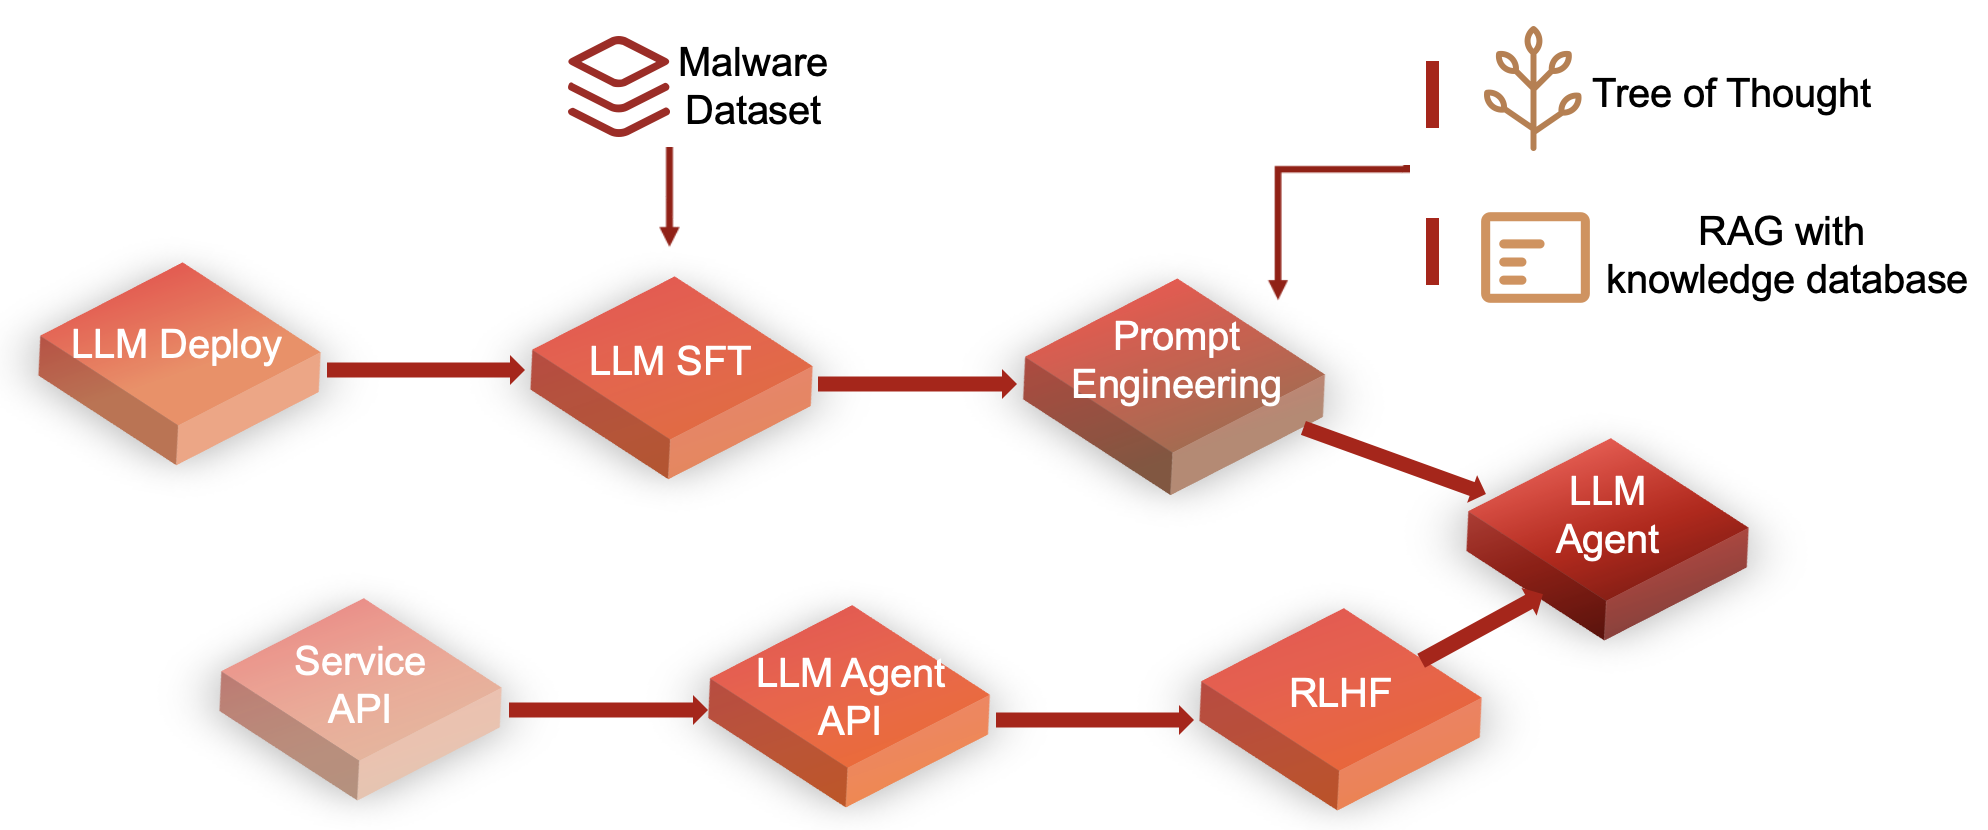 Malware
Dataset
Tree of Thought
RAG with
knowledge database
LLM Deploy
LLM SFT
Prompt
Engineering
LLM
Agent
Service
API
LLM Agent
API
RLHF